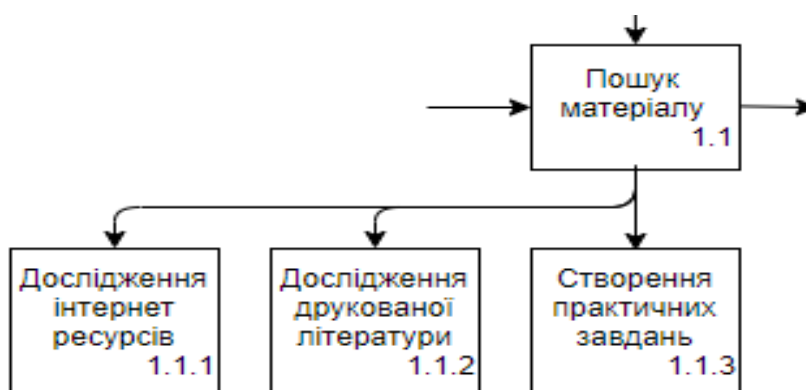 Пошук
матеріалу
1.1
Дослідження
інтернет
ресурсів
1.1.1
Дослідження
друкованої
літератури
1.1.2
Створення
практичних
завдань
1.1.3